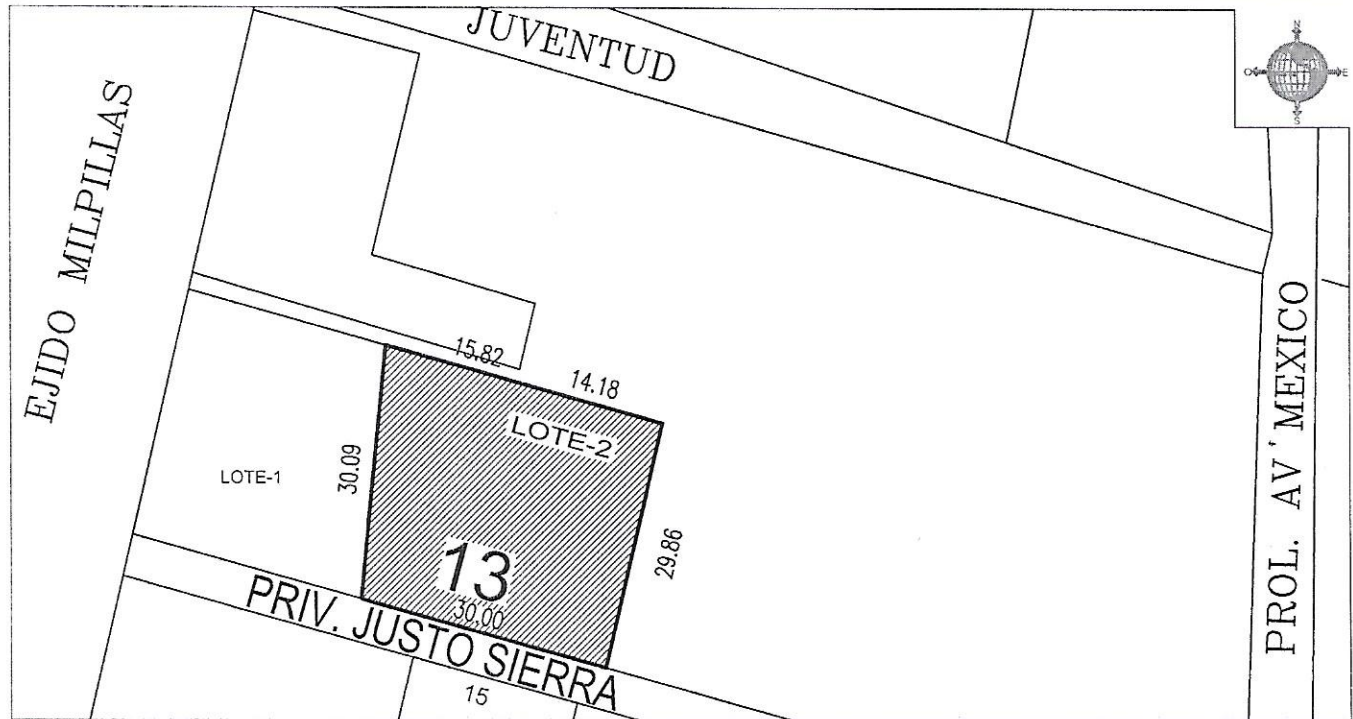 JUVENTUD
N
O
E
S
EJIDO MILPILLAS
15.82
14.18
LOTE-2
LOTE-1
30.09
29.86
13
30,00
PRIV. JUSTO SIERRA
15
PROL. AV' MEXICO